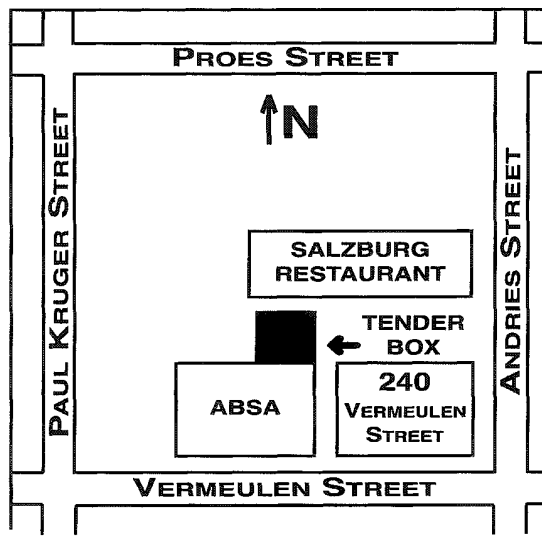 PROES STREET
N
PAUL KRUGER STREET
ANDRIES STREET
SALZBURG
RESTAURANT
TENDER
BOX
ABSA
240
VERMEULEN
STREET
VERMEULEN STREET